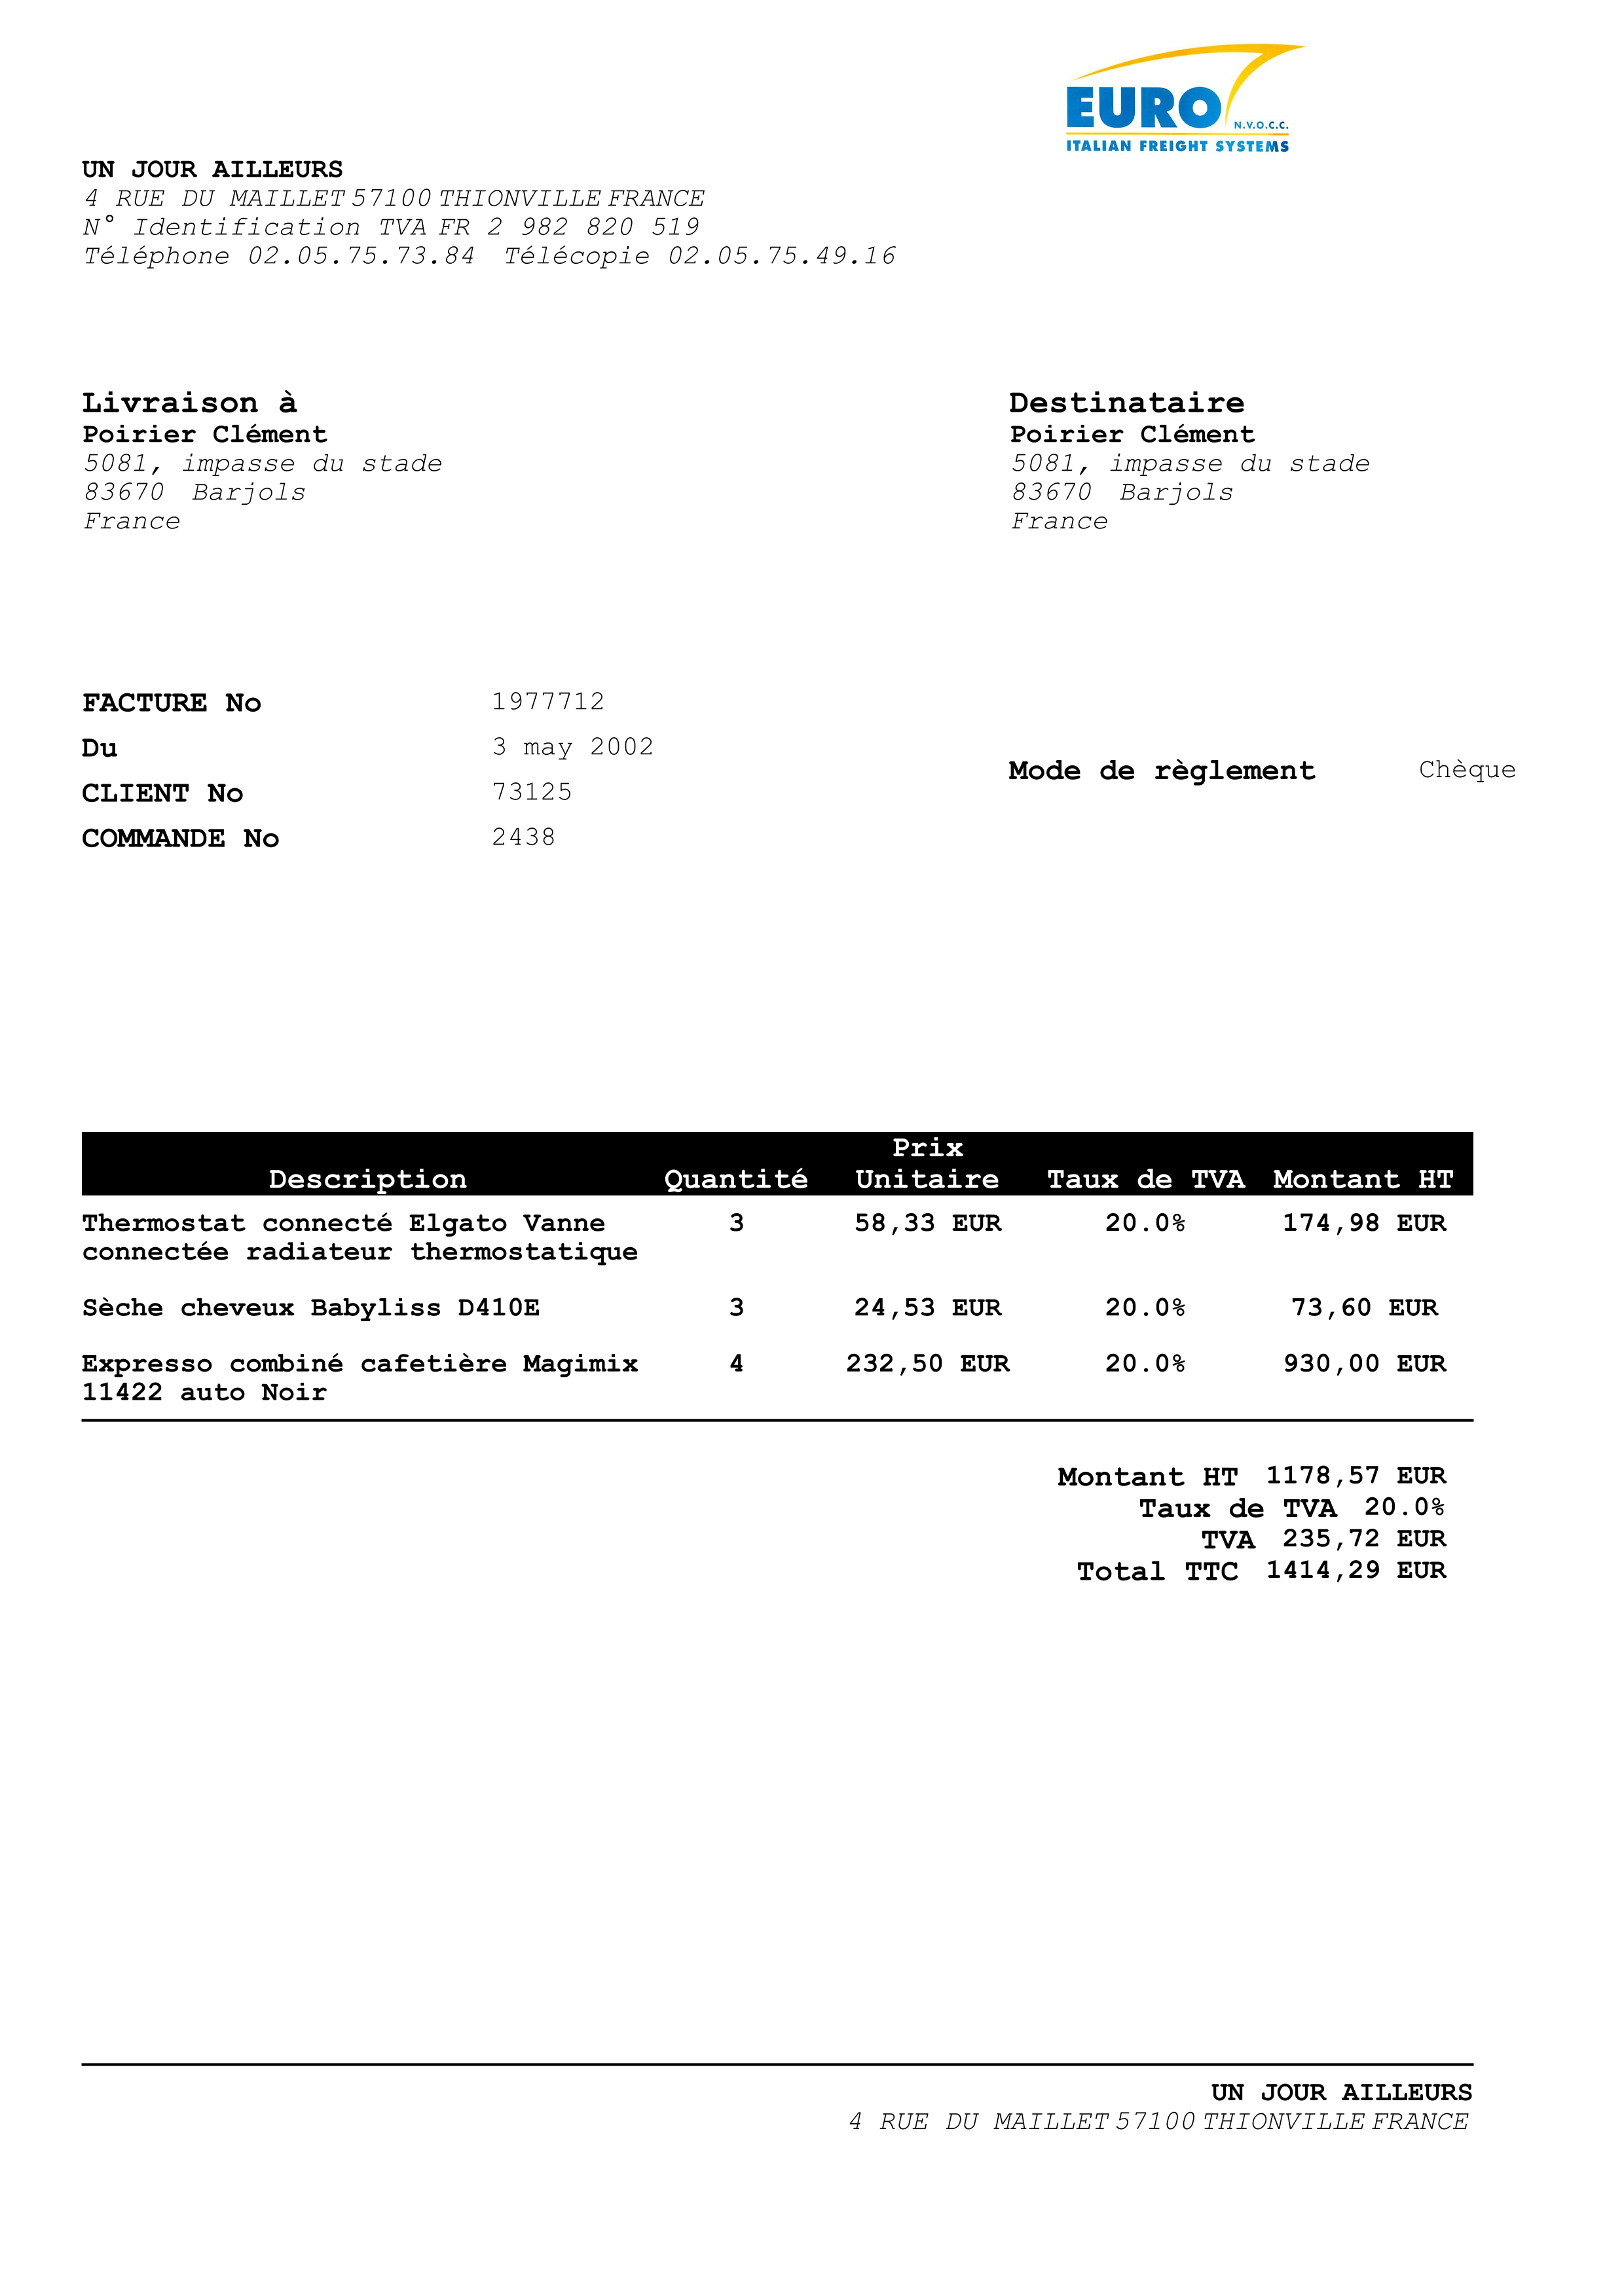 EURO
N.V.O.C.C.
ITALIAN FREIGHT SYSTEMS
UN JOUR AILLEURS
4 RUE DU MAILLET 57100 THIONVILLE FRANCE
N° Identification TVA FR 2 982 820 519
Téléphone 02.05.75.73.84 Télécopie 02.05.75.49.16
Livraison à
Poirier Clément
5081, impasse du stade
83670 Barjols
France
Destinataire
Poirier Clément
5081, impasse du stade
83670 Barjols
France
FACTURE No 1977712
Du 3 may 2002
CLIENT No 73125
COMMANDE No 2438
Mode de règlement Chèque
Prix
Description Quantité Unitaire Taux de TVA Montant HT
Thermostat connecté Elgato Vanne 3 58,33 EUR 20.0% 174,98 EUR
connectée radiateur thermostatique
Sèche cheveux Babyliss D410E 3 24,53 EUR 20.0% 73,60 EUR
Expresso combiné cafetière Magimix 4 232,50 EUR 20.0% 930,00 EUR
11422 auto Noir
Montant HT 1178,57 EUR
Taux de TVA 20.0%
TVA 235,72 EUR
Total TTC 1414,29 EUR
UN JOUR AILLEURS
4 RUE DU MAILLET 57100 THIONVILLE FRANCE